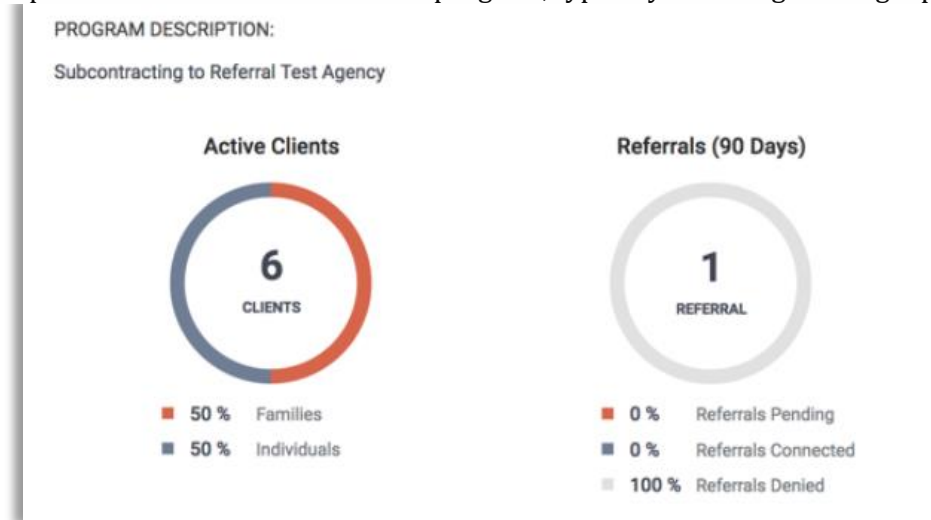 PROGRAM DESCRIPTION:
Subcontracting to Referral Test Agency
Active Clients
6
CLIENTS
50 % Families
50 % Individuals
Referrals (90 Days)
1
REFERRAL
0 % Referrals Pending
0 % Referrals Connected
100 % Referrals Denied